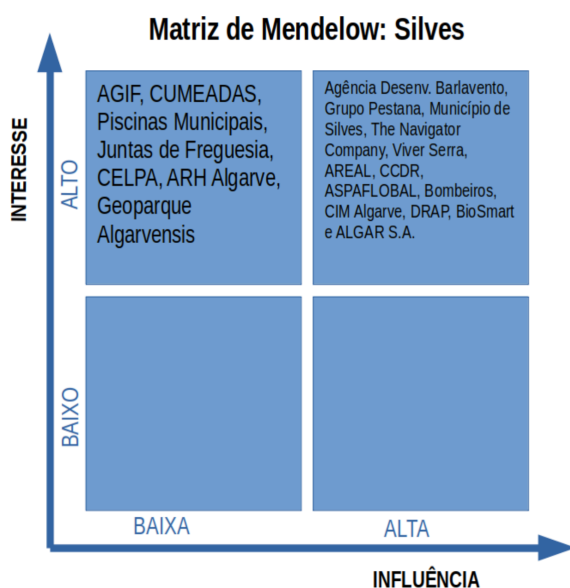 Matriz de Mendelow: Silves
INTERESSE
ALTO
AGIF, CUMEADAS,
Piscinas Municipais,
Juntas de Freguesia,
CELPA, ARH Algarve,
Geoparque
Algarvensis
Agência Desenv. Barlavento,
Grupo Pestana, Município de
Silves, The Navigator
Company, Viver Serra,
AREAL, CCDR,
ASPAFLOBAL, Bombeiros,
CIM Algarve, DRAP, BioSmart
e ALGAR S.A.
BAIXO
BAIXA
ALTA
INFLUÊNCIA